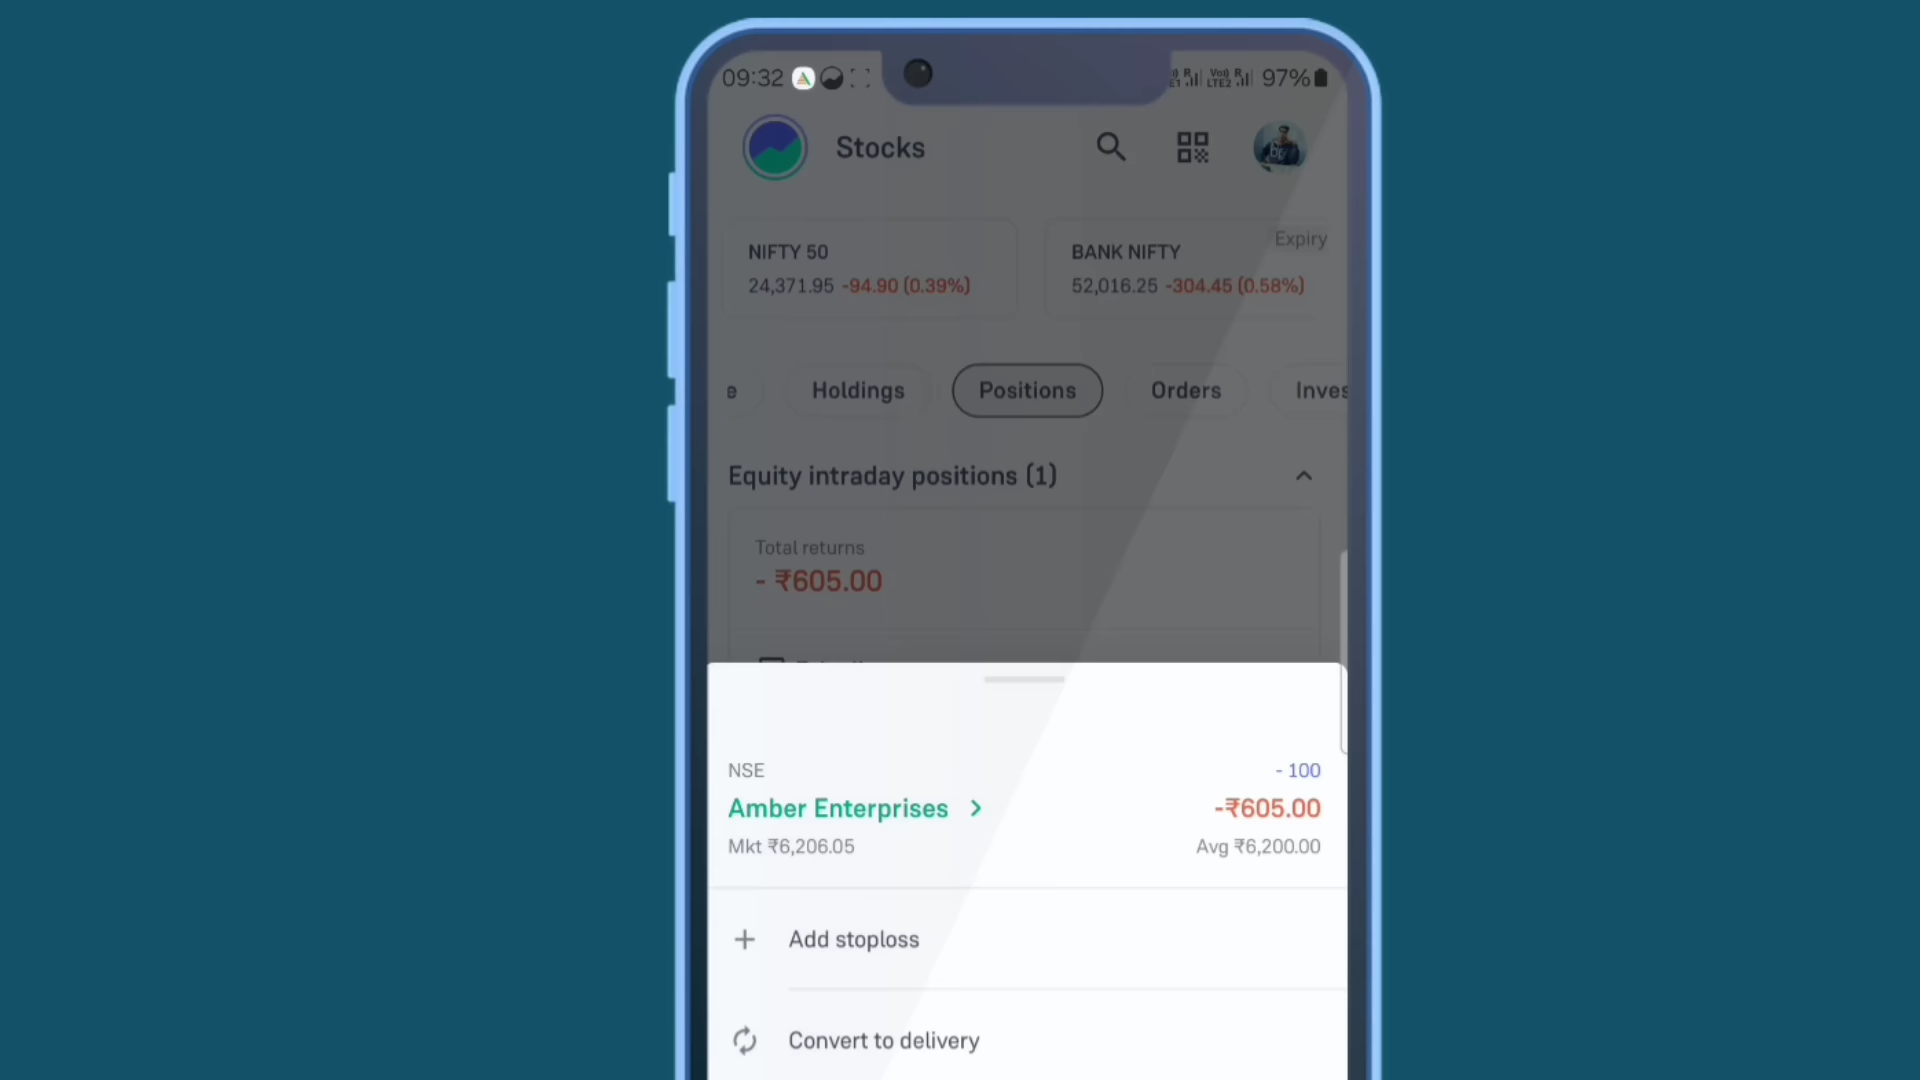 09:32
97%
Stocks
NIFTY 50
24,371.95 -94.90 (0.39%)
BANK NIFTY
Expiry
52,016.25 -304.45 (0.58%)
e
Holdings
Positions
Orders
Inves
Equity intraday positions (1)
Total returns
- ₹605.00
NSE
- 100
Amber Enterprises
-₹605.00
Mkt ₹6,206.05
Avg ₹6,200.00
Add stoploss
Convert to delivery